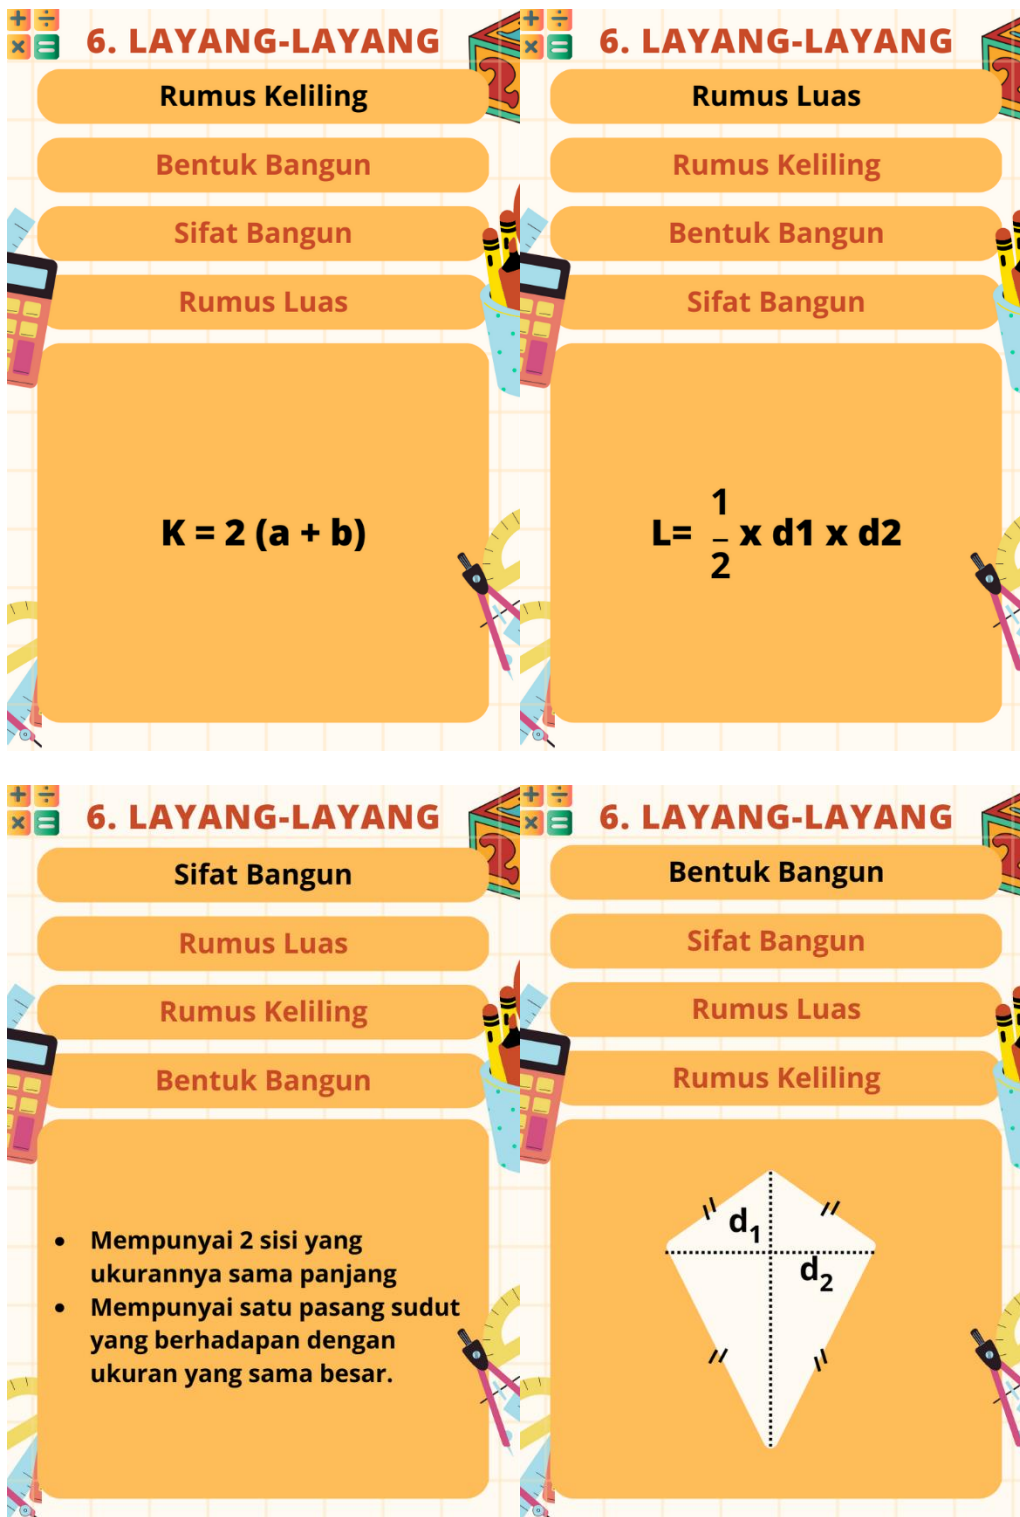 6. LAYANG-LAYANG
Rumus Keliling
Bentuk Bangun
Sifat Bangun
Rumus Luas
K = 2 (a + b)
6. LAYANG-LAYANG
Rumus Luas
Rumus Keliling
Bentuk Bangun
Sifat Bangun
L= 1/2 x d1 x d2
6. LAYANG-LAYANG
Sifat Bangun
Rumus Luas
Rumus Keliling
Bentuk Bangun
• Mempunyai 2 sisi yang
ukurannya sama panjang
• Mempunyai satu pasang sudut
yang berhadapan dengan
ukuran yang sama besar.
6. LAYANG-LAYANG
Bentuk Bangun
Sifat Bangun
Rumus Luas
Rumus Keliling
d₁
d₂